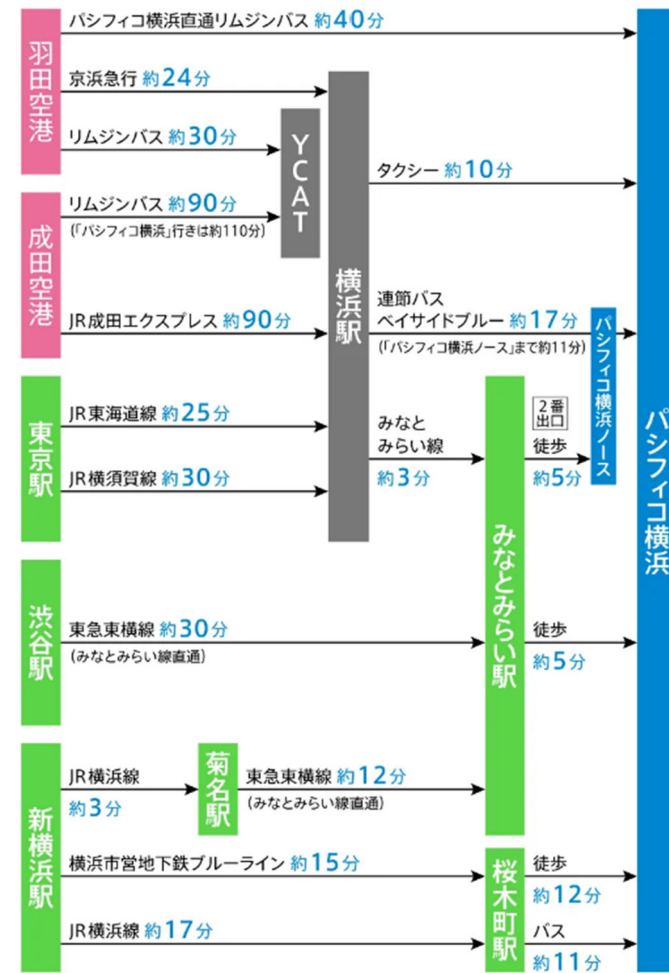 羽田空港
パシフィコ横浜直通リムジンバス 約40分
京浜急行 約24分
リムジンバス 約30分
YCAT
成田空港
リムジンバス 約90分
(「パシフィコ横浜」行きは約110分)
JR成田エクスプレス 約90分
横浜駅
タクシー 約10分
連節バス
ベイサイドブルー 約17分
(「パシフィコ横浜ノース」まで約11分)
パシフィコ横浜ノース
東京駅
JR東海道線 約25分
JR横須賀線 約30分
みなと
みらい線
約3分
みなとみらい駅
2番
出口
徒歩
約5分
パシフィコ横浜
渋谷駅
東急東横線 約30分
(みなとみらい線直通)
徒歩
約5分
新横浜駅
JR横浜線
約3分
菊名駅
東急東横線 約12分
(みなとみらい線直通)
横浜市営地下鉄ブルーライン 約15分
JR横浜線 約17分
桜木町駅
徒歩
約12分
バス
約11分